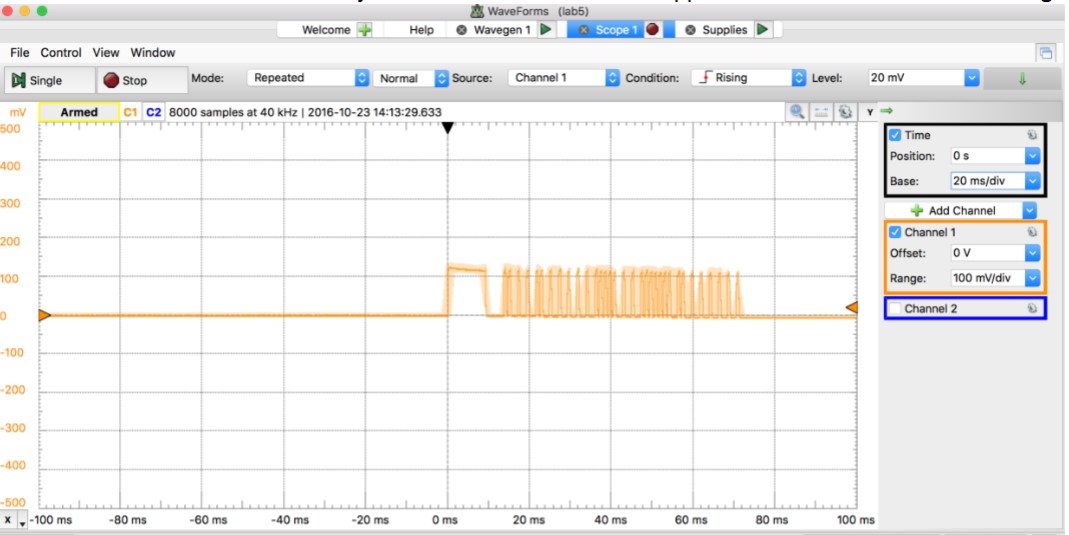 WaveForms (lab5)
Welcome Help Wavegen 1 Scope 1 Supplies
File Control View Window
Single Stop Mode: Repeated Normal Source: Channel 1 Condition: Rising Level: 20 mV
mV Armed C1 C2 8000 samples at 40 kHz | 2016-10-23 14:13:29.633 Y
500
400
300
200
100
0
-100
-200
-300
-400
-500
X -100 ms -80 ms -60 ms -40 ms -20 ms 0 ms 20 ms 40 ms 60 ms 80 ms 100 ms
Time
Position: 0 s
Base: 20 ms/div
Add Channel
Channel 1
Offset: 0 V
Range: 100 mV/div
Channel 2